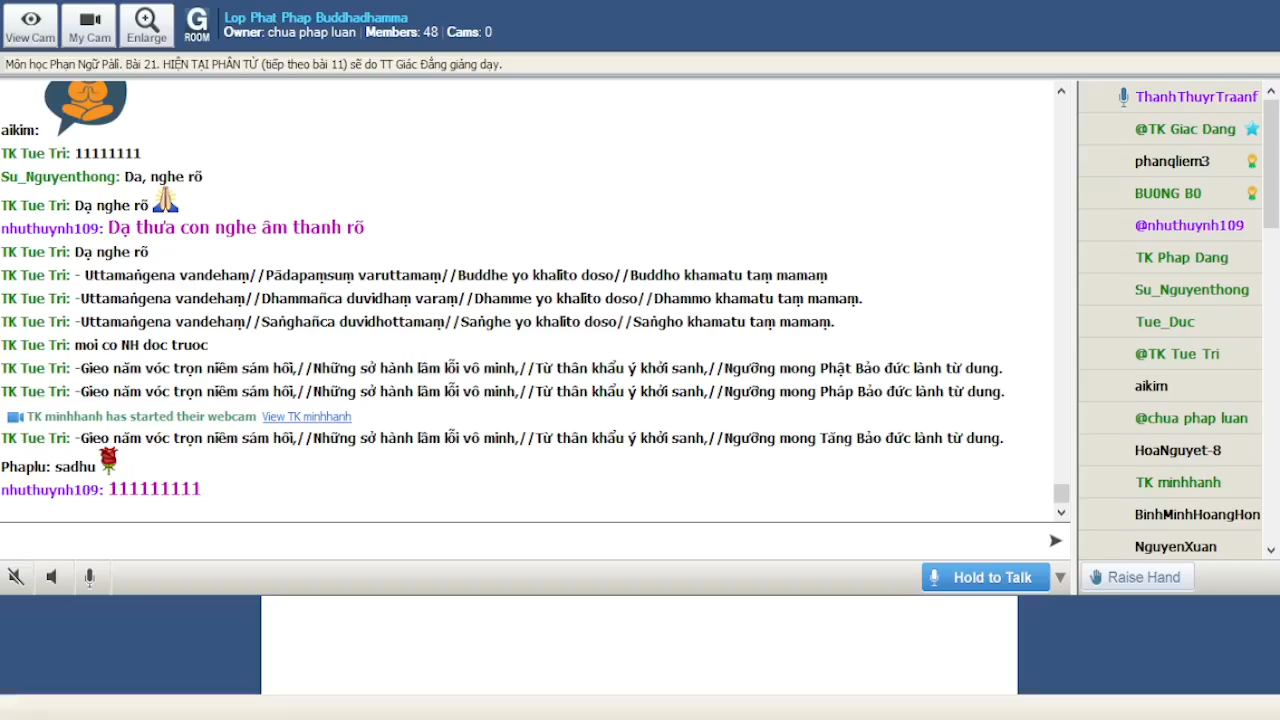 View Cam
My Cam
Enlarge
G
ROOM
Lop Phat Phap Buddhadhamma
Owner: chua phap luan | Members: 48 | Cams: 0
Môn học Phạn Ngữ Pāli. Bài 21. HIỆN TẠI PHÂN TỪ (tiếp theo bài 11) sẽ do TT Giác Đẳng giảng dạy.
aikim:
TK Tue Tri: 11111111
Su_Nguyenthong: Da, nghe rõ
TK Tue Tri: Dạ nghe rõ
nhuthuynh109: Dạ thưa con nghe âm thanh rõ
TK Tue Tri: Dạ nghe rõ
TK Tue Tri: - Uttamaṅgena vandehaṃ//Pādapaṃsuṃ varuttamaṃ//Buddhe yo khalito doso//Buddho khamatu taṃ mamaṃ
TK Tue Tri: -Uttamaṅgena vandehaṃ//Dhammañca duvidhaṃ varaṃ//Dhamme yo khalito doso//Dhammo khamatu taṃ mamaṃ.
TK Tue Tri: -Uttamaṅgena vandehaṃ//Saṅghañca duvidhottamaṃ//Saṅghe yo khalito doso//Saṅgho khamatu taṃ mamaṃ.
TK Tue Tri: moi co NH doc truoc
TK Tue Tri: -Gieo năm vóc trọn niềm sám hối,//Những sở hành lầm lỗi vô minh,//Từ thân khẩu ý khởi sanh,//Ngưỡng mong Phật Bảo đức lành từ dung.
TK Tue Tri: -Gieo năm vóc trọn niềm sám hối,//Những sở hành lầm lỗi vô minh,//Từ thân khẩu ý khởi sanh,//Ngưỡng mong Pháp Bảo đức lành từ dung.
TK minhhanh has started their webcam View TK minhhanh
TK Tue Tri: -Gieo năm vóc trọn niềm sám hối,//Những sở hành lầm lỗi vô minh,//Từ thân khẩu ý khởi sanh,//Ngưỡng mong Tăng Bảo đức lành từ dung.
Phaplu: sadhu
nhuthuynh109: 111111111
Hold to Talk
ThanhThuyrTraanf
@TK Giac Dang
phanqliem3
BU0NG B0
@nhuthuynh109
TK Phap Dang
Su_Nguyenthong
Tue_Duc
@TK Tue Tri
aikim
@chua phap luan
HoaNguyet-8
TK minhhanh
BinhMinhHoangHon
NguyenXuan
Raise Hand